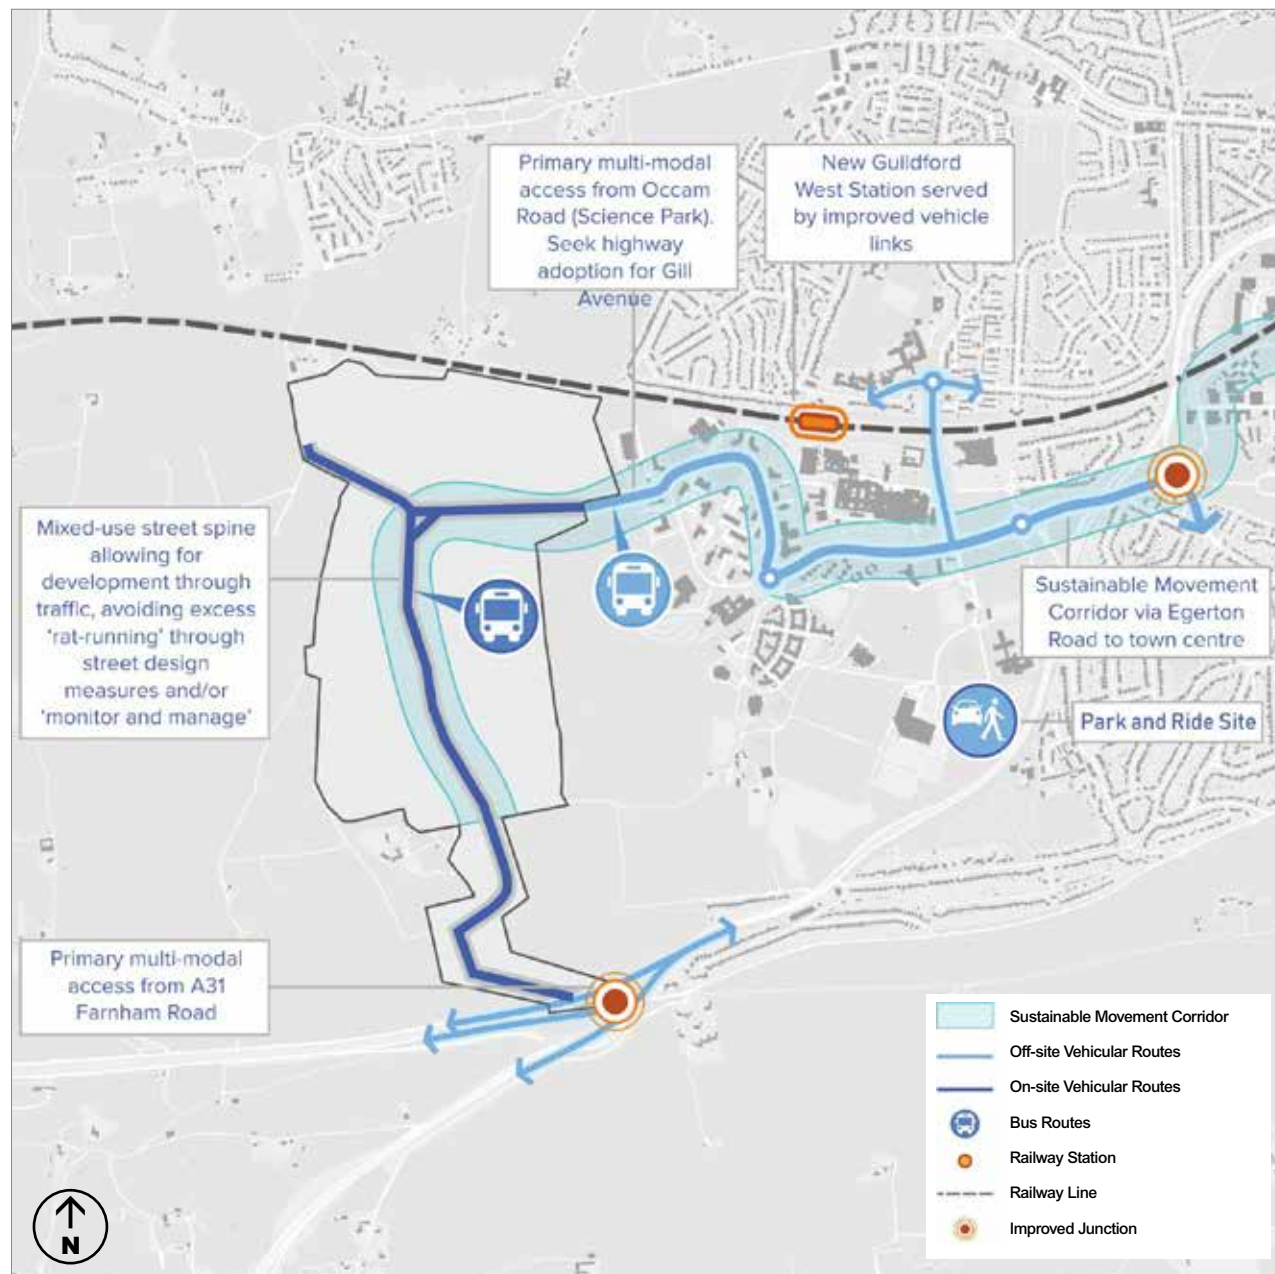 Primary multi-modal
access from Occam
Road (Science Park).
Seek highway
adoption for Gill
Avenue
New Guildford
West Station served
by improved vehicle
links
Mixed-use street spine
allowing for
development through
traffic, avoiding excess
'rat-running' through
street design
measures and/or
'monitor and manage'
Sustainable Movement
Corridor via Egerton
Road to town centre
Park and Ride Site
Primary multi-modal
access from A31
Farnham Road
Sustainable Movement Corridor
Off-site Vehicular Routes
On-site Vehicular Routes
Bus Routes
Railway Station
Railway Line
Improved Junction
N